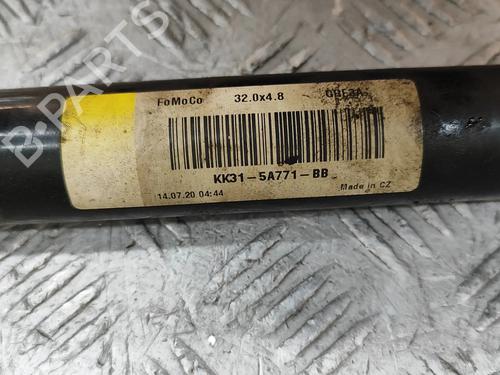 FoMoCo 32.0x4.8
KK31-5A771-BB
14.07.20 04:44 Made in CZ
B-PARTS